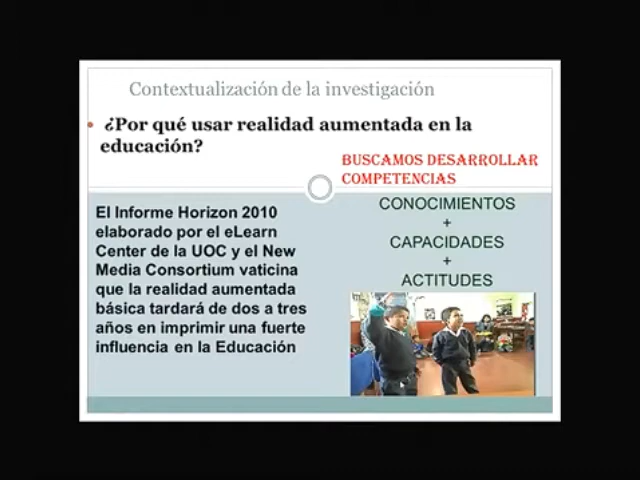 Contextualización de la investigación
• ¿Por qué usar realidad aumentada en la
educación?
BUSCAMOS DESARROLLAR
COMPETENCIAS
El Informe Horizon 2010
elaborado por el eLearn
Center de la UOC y el New
Media Consortium vaticina
que la realidad aumentada
básica tardará de dos a tres
años en imprimir una fuerte
influencia en la Educación
CONOCIMIENTOS
+
CAPACIDADES
+
ACTITUDES